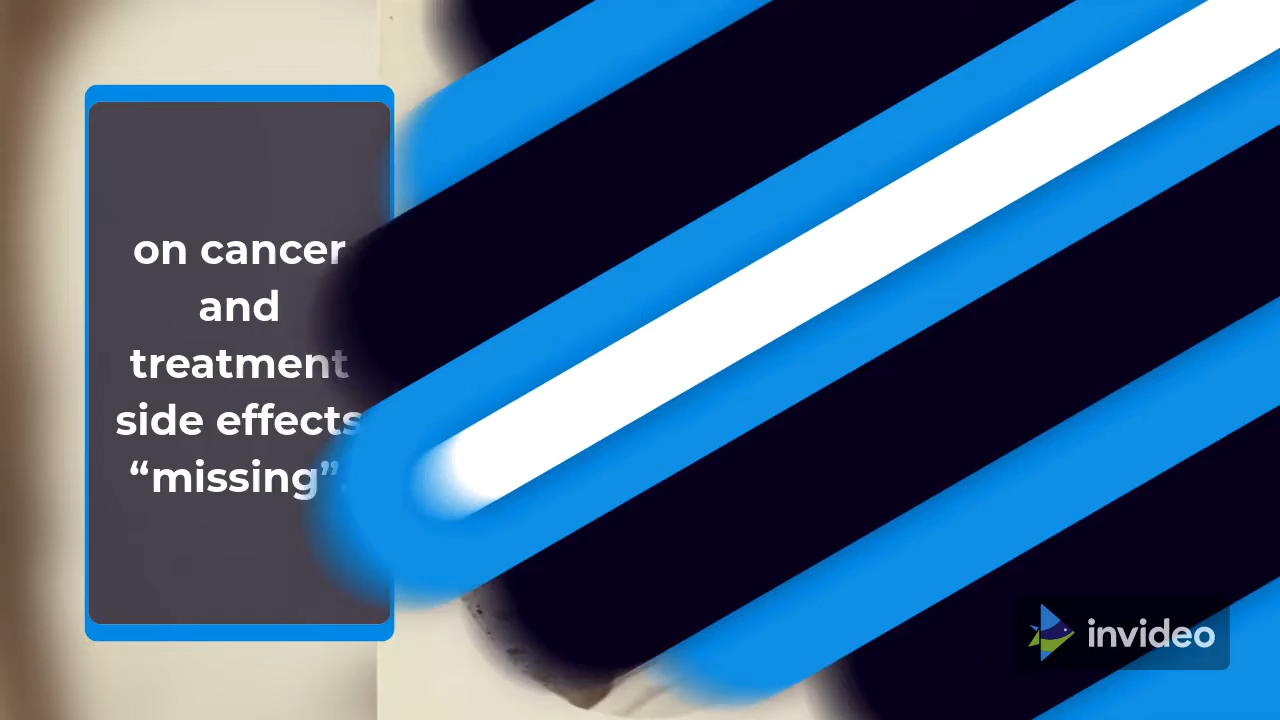 on cancer
and
treatment
side effects
“missing”.
invideo